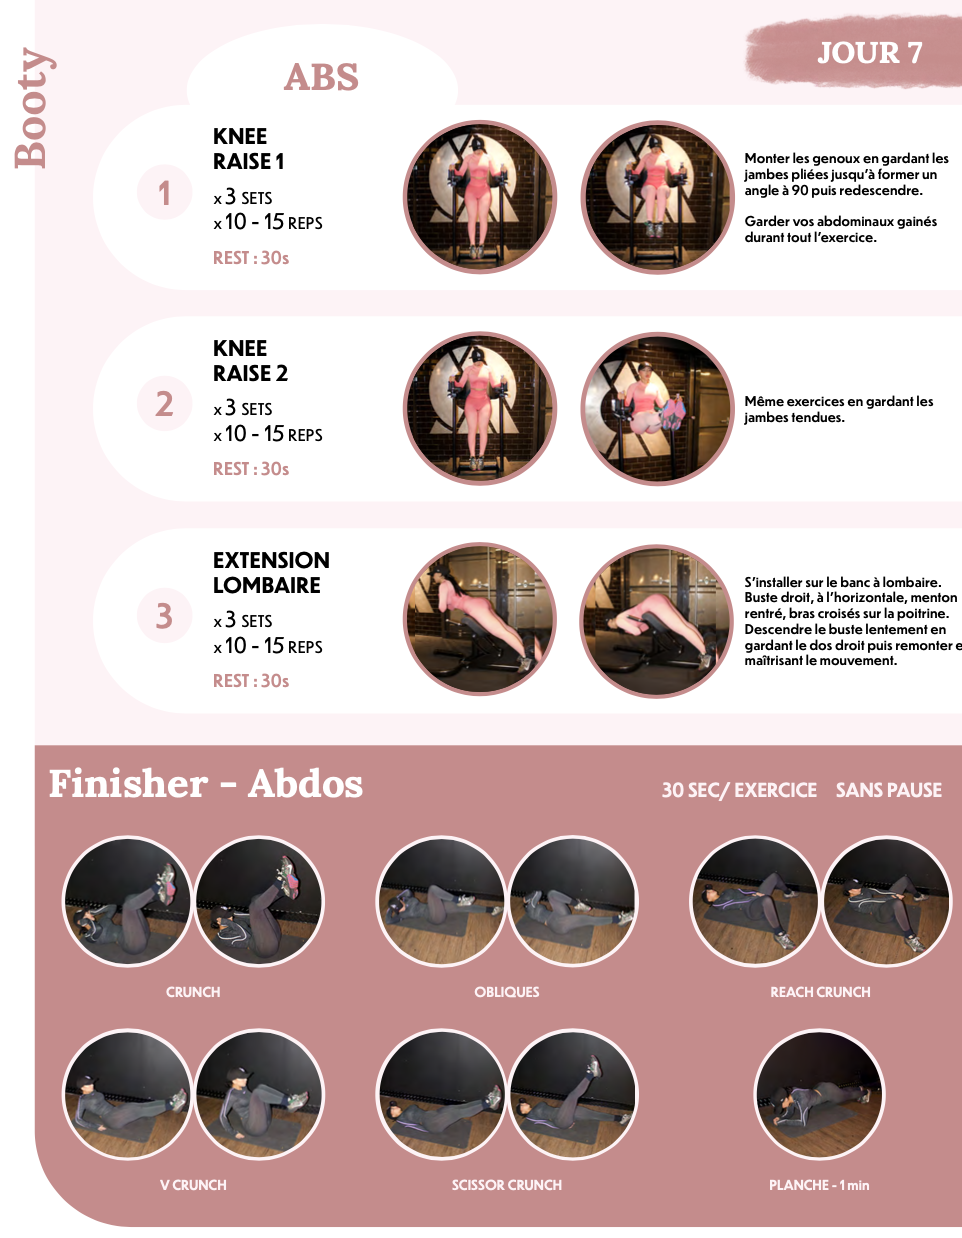 Booty
ABS
JOUR 7
1
KNEE
RAISE 1
x 3 SETS
x 10 - 15 REPS
REST : 30s
Monter les genoux en gardant les
jambes pliées jusqu'à former un
angle à 90 puis redescendre.
Garder vos abdominaux gainés
durant tout l'exercice.
2
KNEE
RAISE 2
x 3 SETS
x 10 - 15 REPS
REST : 30s
Même exercices en gardant les
jambes tendues.
3
EXTENSION
LOMBAIRE
x 3 SETS
x 10 - 15 REPS
REST : 30s
S'installer sur le banc à lombaire.
Buste droit, à l'horizontale, menton
rentré, bras croisés sur la poitrine.
Descendre le buste lentement en
gardant le dos droit puis remonter e
maîtrisant le mouvement.
Finisher - Abdos
30 SEC/ EXERCICE SANS PAUSE
CRUNCH
OBLIQUES
REACH CRUNCH
V CRUNCH
SCISSOR CRUNCH
PLANCHE - 1 min